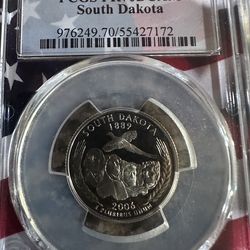 South Dakota
976249.70/55427172
SOUTH DAKOTA
1889
2006
E PLURIBUS UNUM